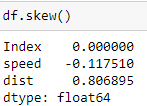 df.skew()
Index 0.000000
speed -0.117510
dist 0.806895
dtype: float64